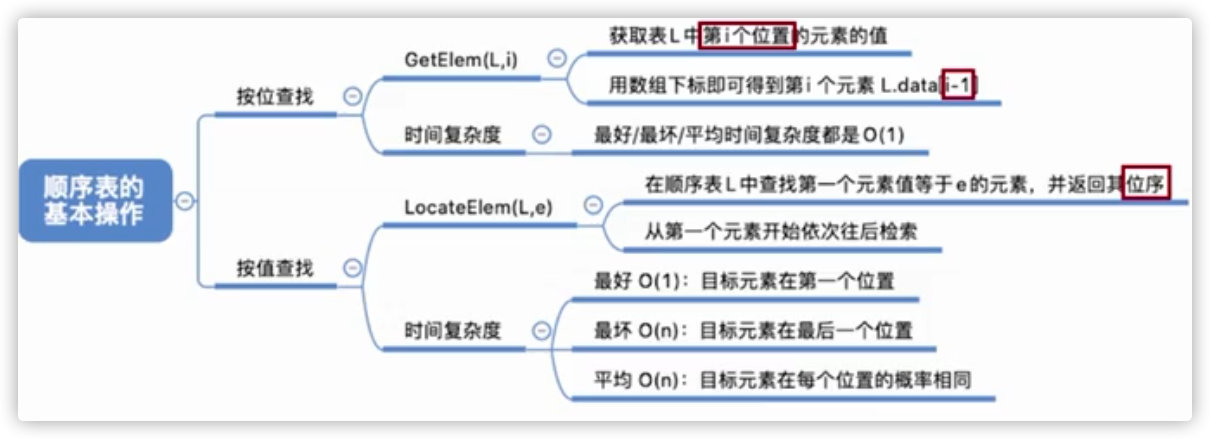 顺序表的
基本操作
按位查找
GetElem(L,i)
获取表L中第i个位置的元素的值
用数组下标即可得到第i个元素 L.data[i-1]
时间复杂度
最好/最坏/平均时间复杂度都是O(1)
按值查找
LocateElem(L,e)
在顺序表L中查找第一个元素值等于e的元素，并返回其位序
从第一个元素开始依次往后检索
时间复杂度
最好 O(1)：目标元素在第一个位置
最坏 O(n)：目标元素在最后一个位置
平均 O(n)：目标元素在每个位置的概率相同